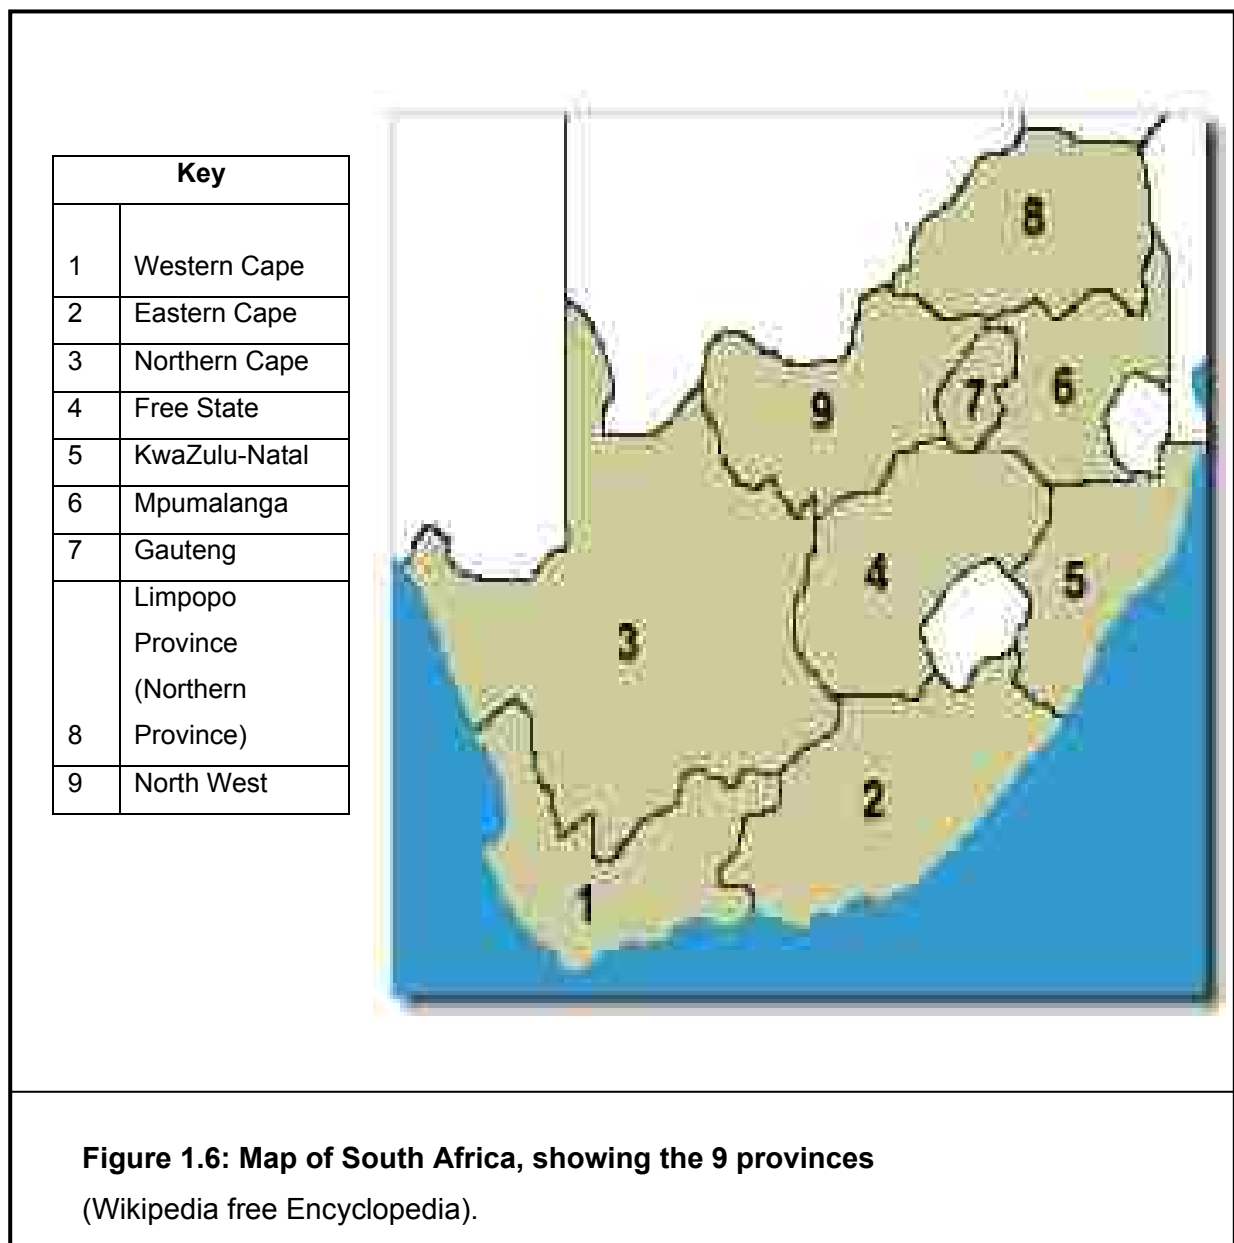 Key
1 Western Cape
2 Eastern Cape
3 Northern Cape
4 Free State
5 KwaZulu-Natal
6 Mpumalanga
7 Gauteng
Limpopo
Province
(Northern
8 Province)
9 North West
8
9
7
6
4
5
3
2
1
Figure 1.6: Map of South Africa, showing the 9 provinces
(Wikipedia free Encyclopedia).